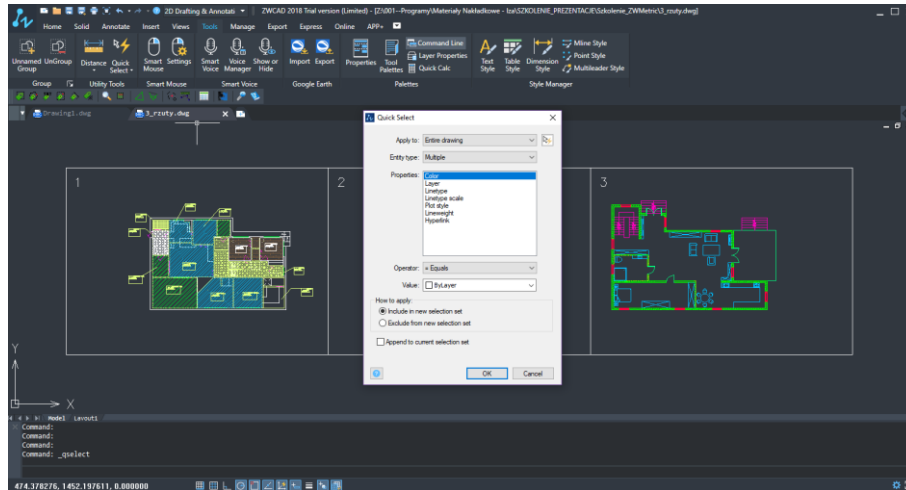 2D Drafting & Annotati
ZWCAD 2018 Trial version (Limited) - [Z:\001--Programy\Materiały Nakładkowe - Iza\SZKOLENIE_PREZENTACJE\Szkolenie_ZWMetric\3_rzuty.dwg]
Home Solid Annotate Insert Views Tools Manage Export Express Online APP+
Unnamed Group
UnGroup
Distance
Quick Select
Smart Mouse
Settings
Smart Voice
Voice Manager
Show or Hide
Import
Export
Properties
Tool Palettes
Command Line
Layer Properties
Quick Calc
Text Style
Table Style
Dimension Style
Mline Style
Point Style
Multileader Style
Group Utility Tools Smart Mouse Smart Voice Google Earth Palettes Style Manager
Drawing1.dwg 3_rzuty.dwg X
Quick Select
Apply to: Entire drawing
Entity type: Multiple
Properties: Color
Layer
Linetype
Linetype scale
Plot style
Lineweight
Hyperlink
Operator: = Equals
Value: ByLayer
How to apply:
Include in new selection set
Exclude from new selection set
Append to current selection set
OK Cancel
1 2 3
Y
X
Model Layout1
Command:
Command:
Command:
Command: _qselect
474.378276, 1452.197611, 0.000000